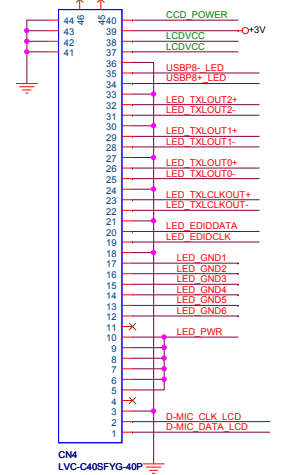 44 45 46 40 CCD_POWER
43 39 +3V
42 38 LCDVCC
41 37 LCDVCC
36
35 USBP8-_LED
34 USBP8+_LED
33
32 LED_TXLOUT2+
31 LED_TXLOUT2-
30
29 LED_TXLOUT1+
28 LED_TXLOUT1-
27
26 LED_TXLOUT0+
25 LED_TXLOUT0-
24
23 LED_TXLCLKOUT+
22 LED_TXLCLKOUT-
21
20 LED_EDIDDATA
19 LED_EDIDCLK
18
17 LED_GND1
16 LED_GND2
15 LED_GND3
14 LED_GND4
13 LED_GND5
12 LED_GND6
11
10 LED_PWR
9
8
7
6
5
4
3
2 D-MIC_CLK_LCD
1 D-MIC_DATA_LCD
CN4
LVC-C40SFYG-40P